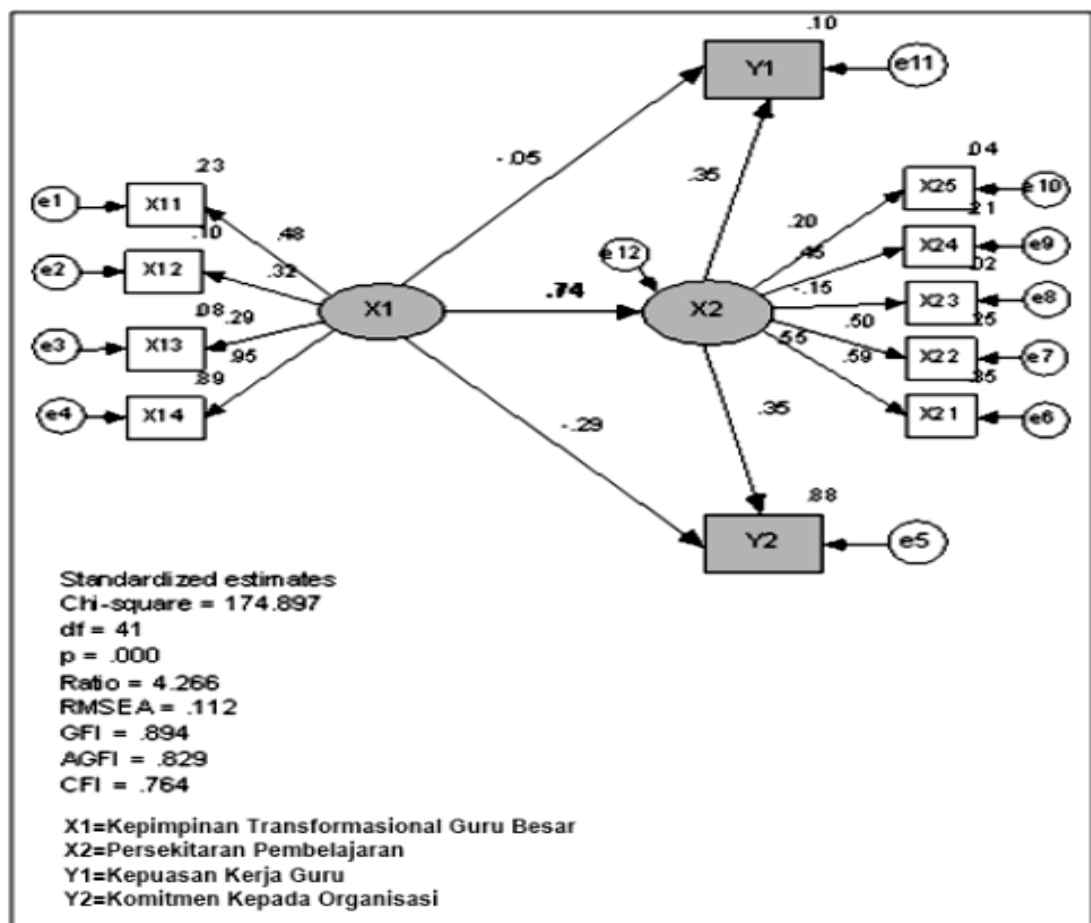 .10
Y1
e11
-.05
.35
.23
.04
e1
X11
X25
e10
.48
.20
.21
.10
e12
.45
e2
X12
.32
X24
e9
.02
-.15
X1
.74
X2
X23
e8
.08
.29
.50
.25
e3
X13
.95
.55
.59
X22
e7
.89
.35
e4
X14
.35
X21
e6
-.29
.88
Y2
e5
Standardized estimates
Chi-square = 174.897
df = 41
p = .000
Ratio = 4.266
RMSEA = .112
GFI = .894
AGFI = .829
CFI = .764
X1=Kepimpinan Transformasional Guru Besar
X2=Persekitaran Pembelajaran
Y1=Kepuasan Kerja Guru
Y2=Komitmen Kepada Organisasi